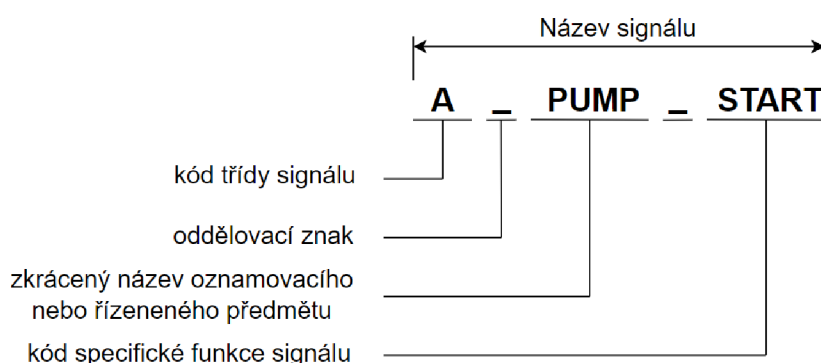 Název signálu
A _ PUMP _ START
kód třídy signálu
oddělovací znak
zkrácený název oznamovacího
nebo řízeneného předmětu
kód specifické funkce signálu